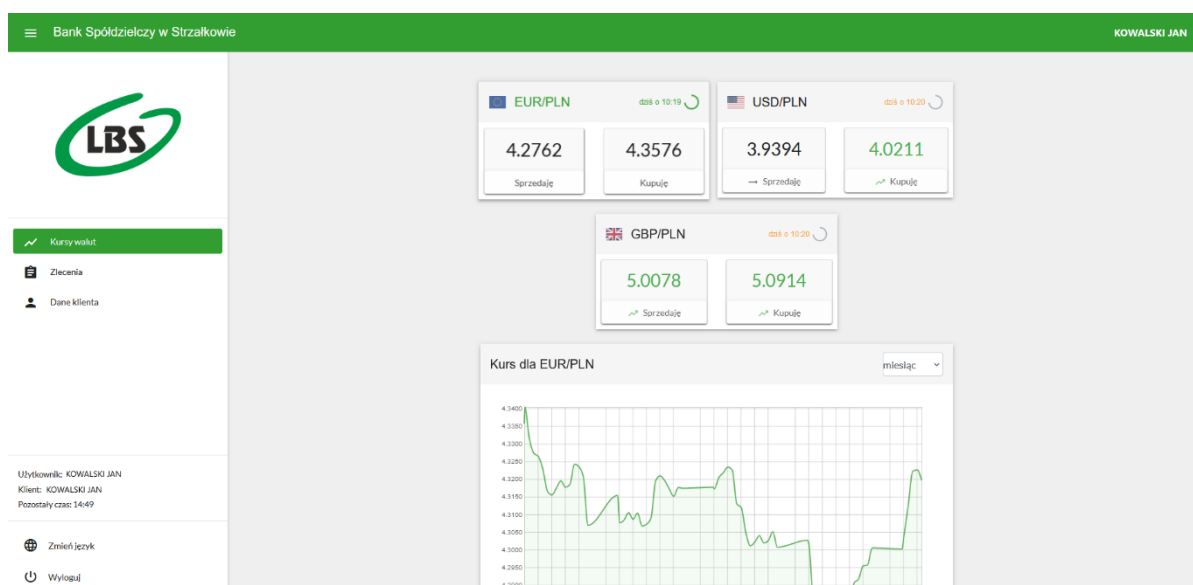 Bank Spółdzielczy w Strzałkowie
KOWALSKI JAN
LBS
Kursy walut
Zlecenia
Dane klienta
Użytkownik: KOWALSKI JAN
Klient: KOWALSKI JAN
Pozostały czas: 14:49
Zmień język
Wyloguj
EUR/PLN
dziś o 10:19
4.2762
4.3576
Sprzedaję
Kupuję
USD/PLN
dziś o 10:20
3.9394
4.0211
Sprzedaję
Kupuję
GBP/PLN
dziś o 10:20
5.0078
5.0914
Sprzedaję
Kupuję
Kurs dla EUR/PLN
miesiąc
4.3400
4.3350
4.3300
4.3250
4.3200
4.3150
4.3100
4.3050
4.3000
4.2950